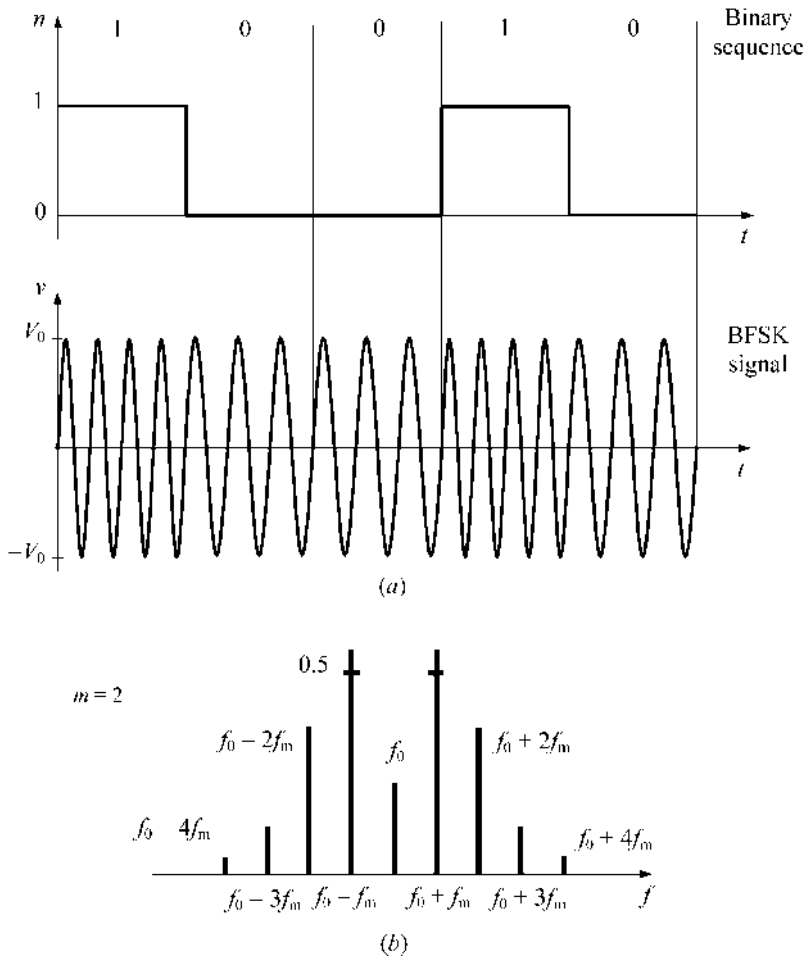 n
1 0 0 1 0
Binary
sequence
1
0
t
v
V₀
BFSK
signal
t
−V₀
(a)
0.5
m = 2
f₀ − 2fₘ
f₀
f₀ + 2fₘ
f₀ 4fₘ
f₀ + 4fₘ
f₀ − 3fₘ f₀ − fₘ f₀ + fₘ f₀ + 3fₘ f
(b)